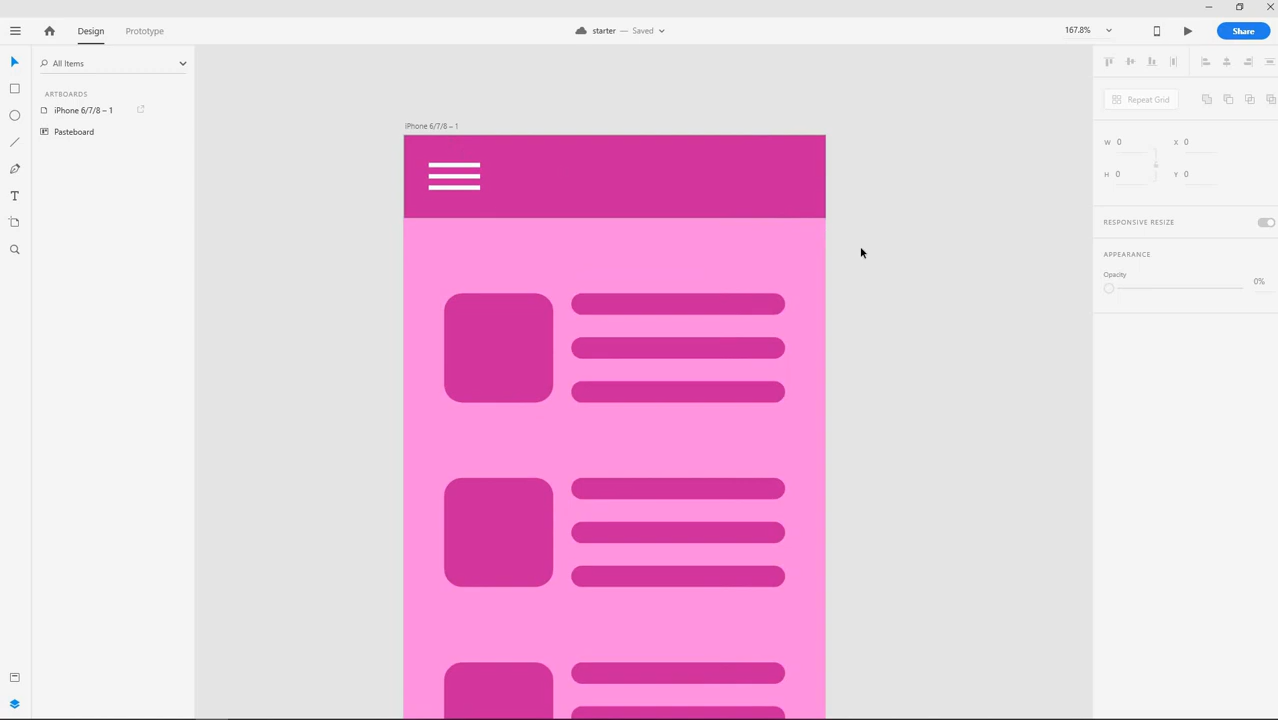 Design Prototype starter — Saved 167.8% Share
All Items
ARTBOARDS
iPhone 6/7/8 – 1
Pasteboard
iPhone 6/7/8 – 1
Repeat Grid
W 0 X 0
H 0 Y 0
RESPONSIVE RESIZE
APPEARANCE
Opacity
0%